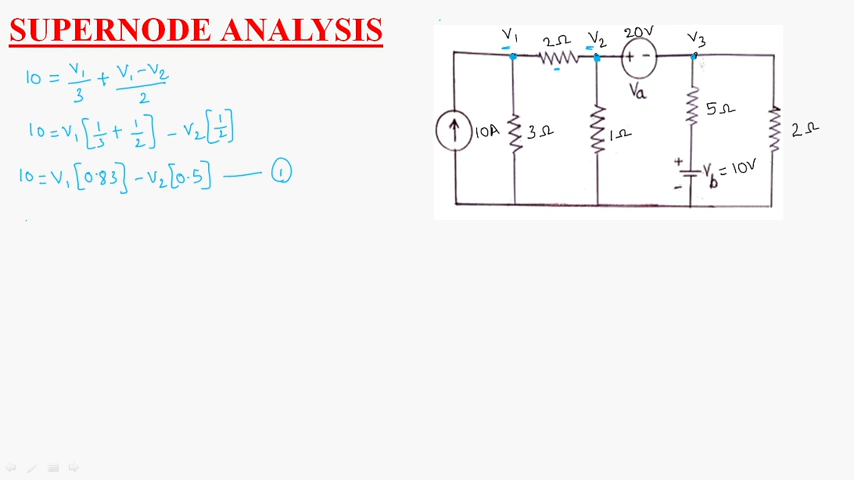 SUPERNODE ANALYSIS
10 = V1/3 + (V1-V2)/2
10 = V1[1/3 + 1/2] - V2[1/2]
10 = V1[0.83] - V2[0.5] —— ①
V1
2Ω
V2
20V
V3
+ -
Va
10A
3Ω
1Ω
5Ω
2Ω
+
Vb = 10V
-